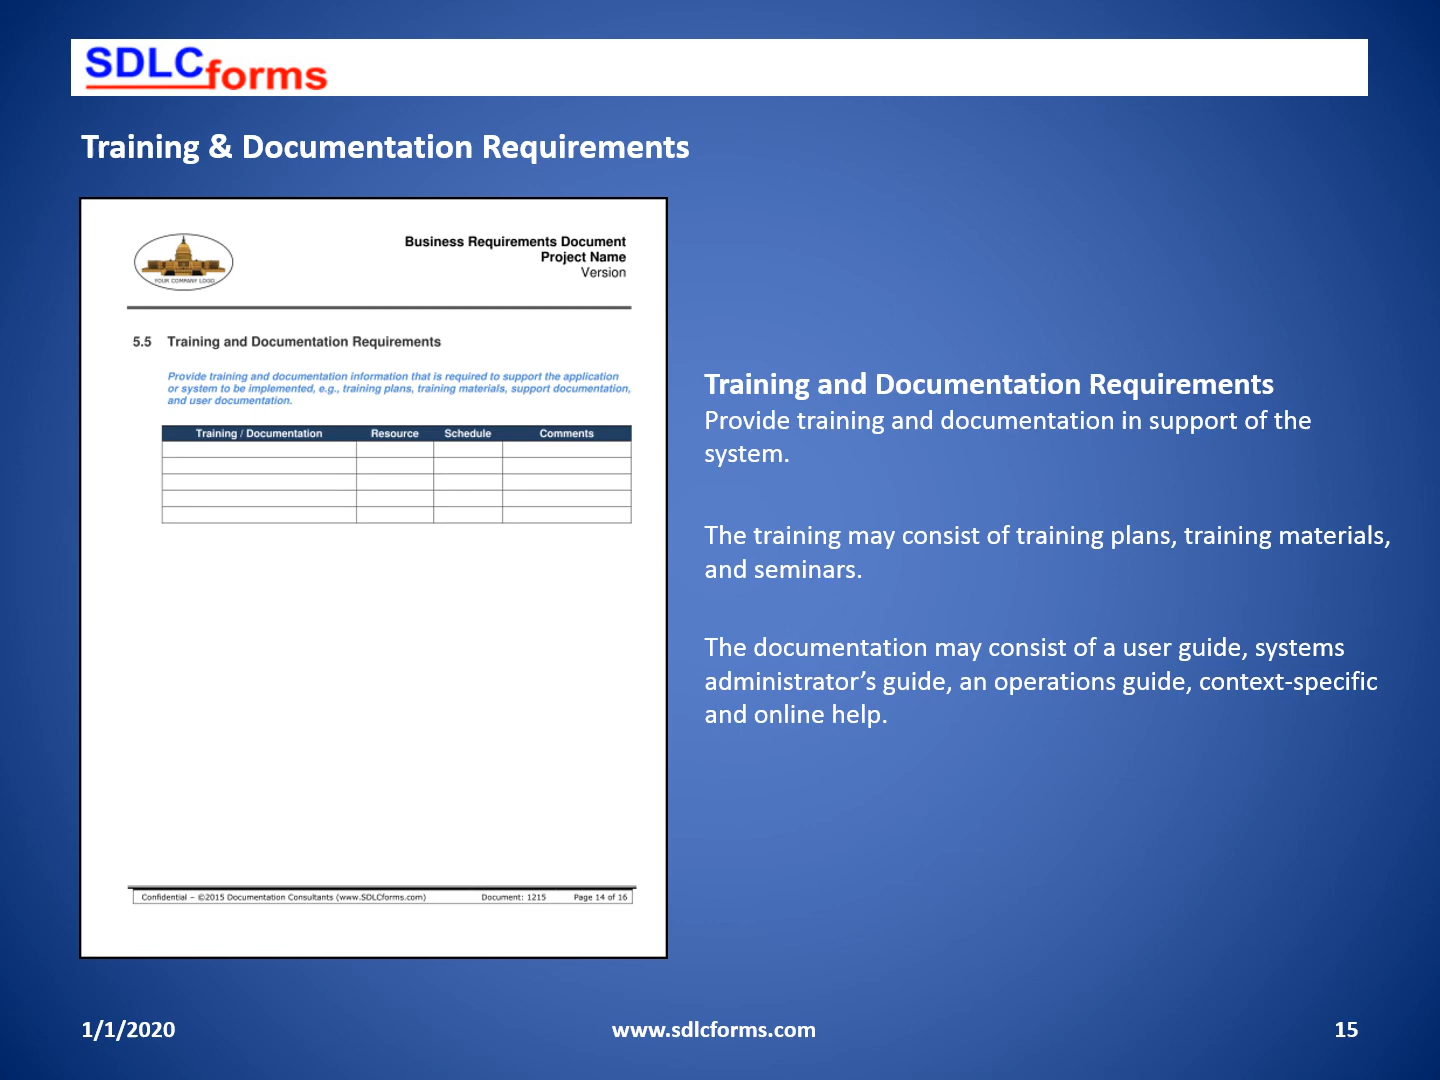 SDLCforms
Training & Documentation Requirements
YOUR COMPANY LOGO
Business Requirements Document
Project Name
Version
5.5 Training and Documentation Requirements
Provide training and documentation information that is required to support the application
or system to be implemented, e.g., training plans, training materials, support documentation,
and user documentation.
Training / Documentation Resource Schedule Comments
Confidential – ©2015 Documentation Consultants (www.SDLCforms.com) Document: 1215 Page 14 of 16
Training and Documentation Requirements
Provide training and documentation in support of the
system.
The training may consist of training plans, training materials,
and seminars.
The documentation may consist of a user guide, systems
administrator’s guide, an operations guide, context-specific
and online help.
1/1/2020 www.sdlcforms.com 15